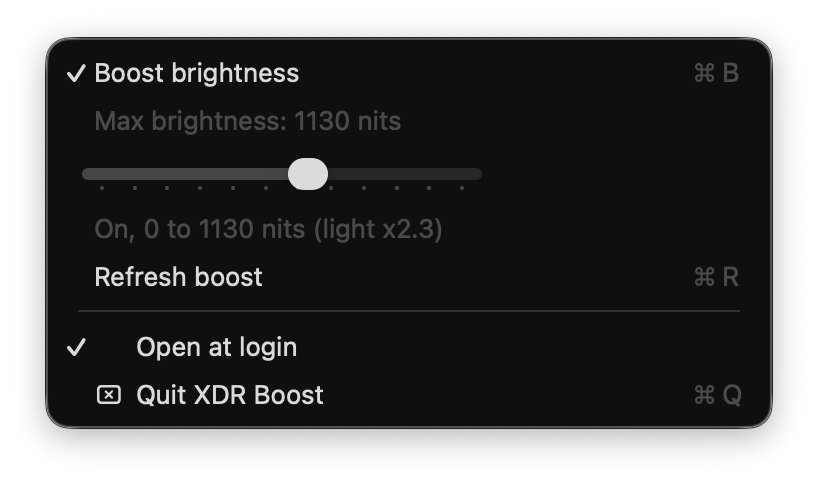 ✓ Boost brightness ⌘ B
Max brightness: 1130 nits
On, 0 to 1130 nits (light x2.3)
Refresh boost ⌘ R
✓ Open at login
Quit XDR Boost ⌘ Q